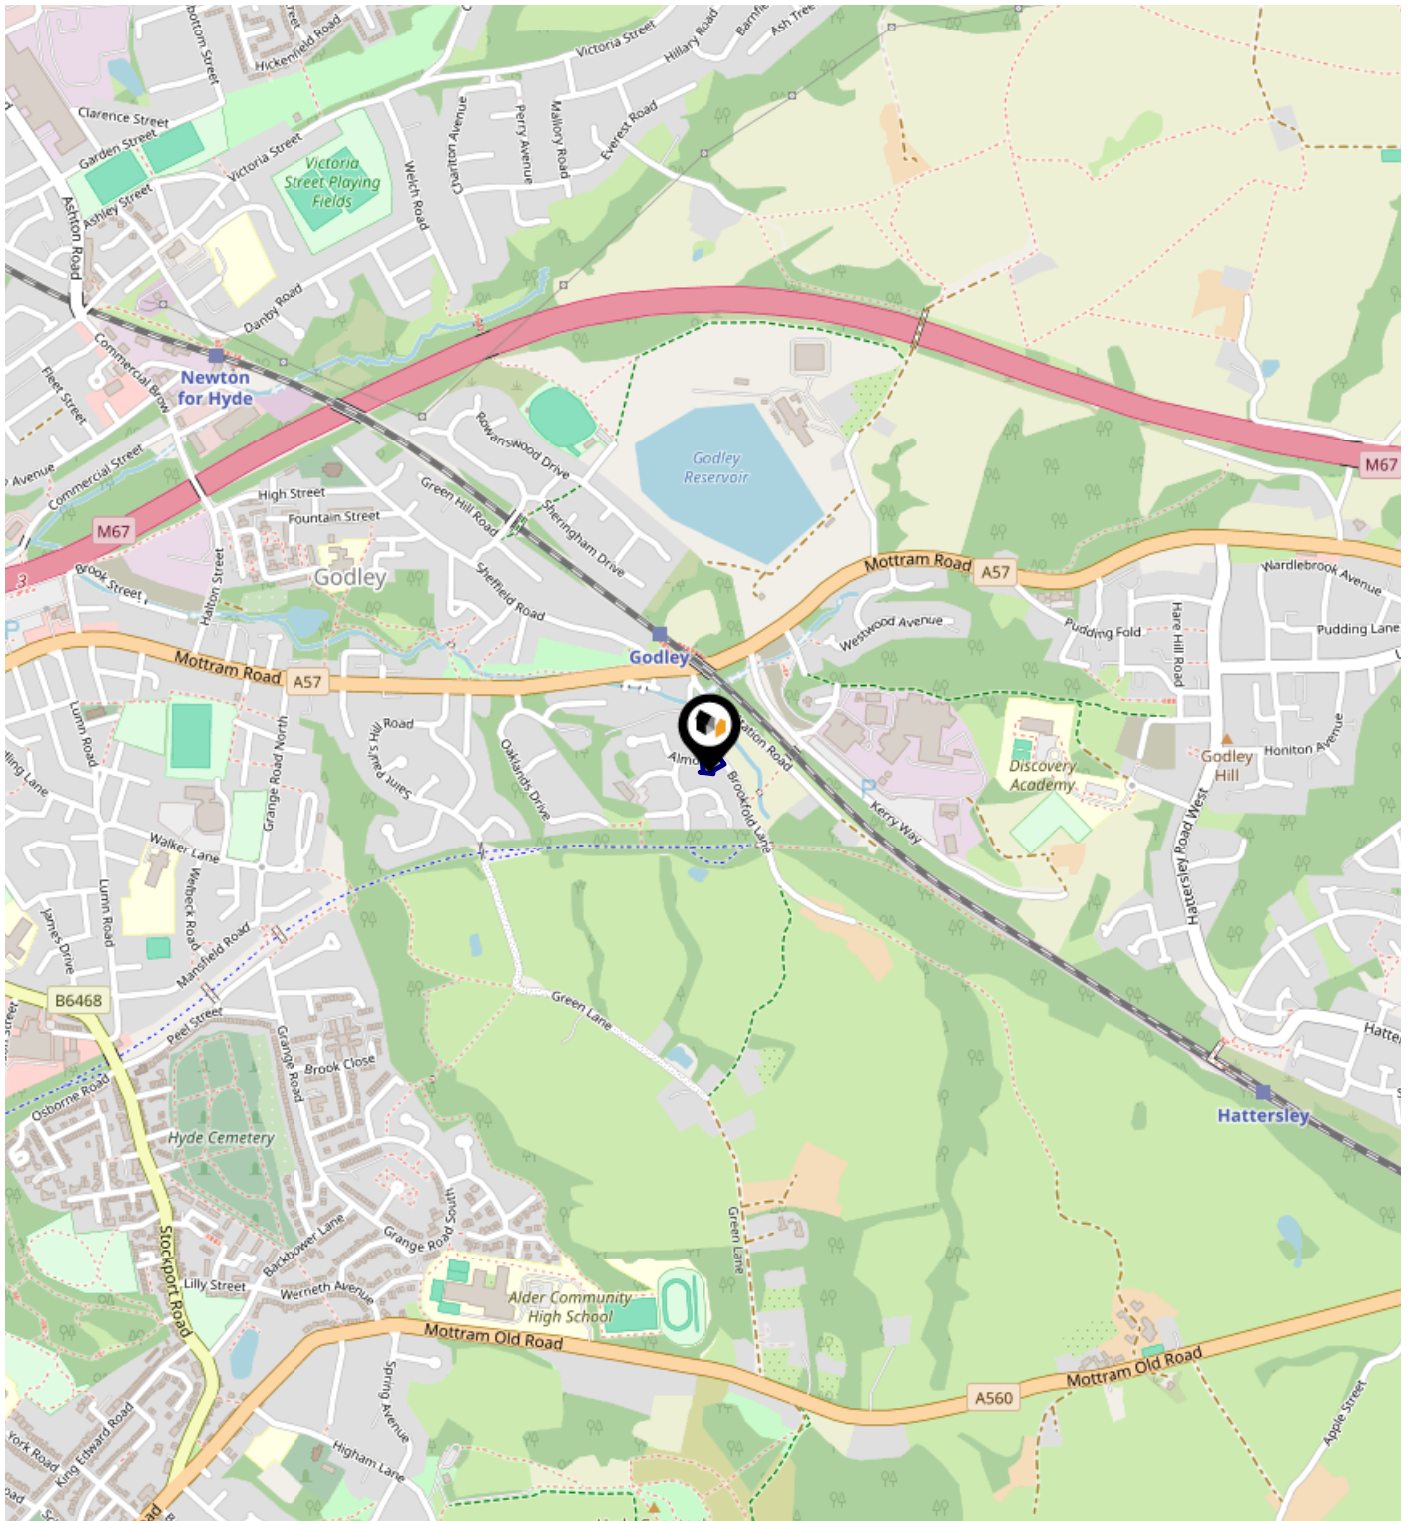 Hickenfield Road
Victoria Street
Hillary Road
Ash Tree
Clarence Street
Garden Street
Victoria Street
Ashley Street
Victoria
Street Playing
Fields
Welch Road
Charlton Avenue
Perry Avenue
Mallory Road
Everest Road
Ashton Road
Danby Road
Newton
for Hyde
Commercial Brow
Fleet Street
Commercial Street
Avenue
Rowanswood Drive
Green Hill Road
Sheringham Drive
High Street
Fountain Street
Godley
Godley
Reservoir
M67
M67
3
Brook Street
Halton Street
Sheffield Road
Mottram Road
A57
Mottram Road
A57
Godley
Westwood Avenue
Pudding Fold
Hare Hill Road
Wardlebrook Avenue
Pudding Lane
P
Lumn Road
Grange Road North
Road
Saint Paul's Hill
Oaklands Drive
Almo
tation Road
Brookfold Lane
P
Kerry Way
Discovery
Academy
Godley
Hill
Honiton Avenue
Hattersley Road West
Walker Lane
Welbeck Road
Lumn Road
James Drive
Mansfield Road
B6468
Peel Street
Green Lane
Grange Road
Brook Close
Osborne Road
Hyde Cemetery
Hatter
Hattersley
Stockport Road
Backbower Lane
Grange Road South
Lilly Street
Werneth Avenue
Green Lane
Alder Community
High School
Mottram Old Road
A560
Mottram Old Road
Spring Avenue
Apple Street
York Road
King Edward Road
Higham Lane